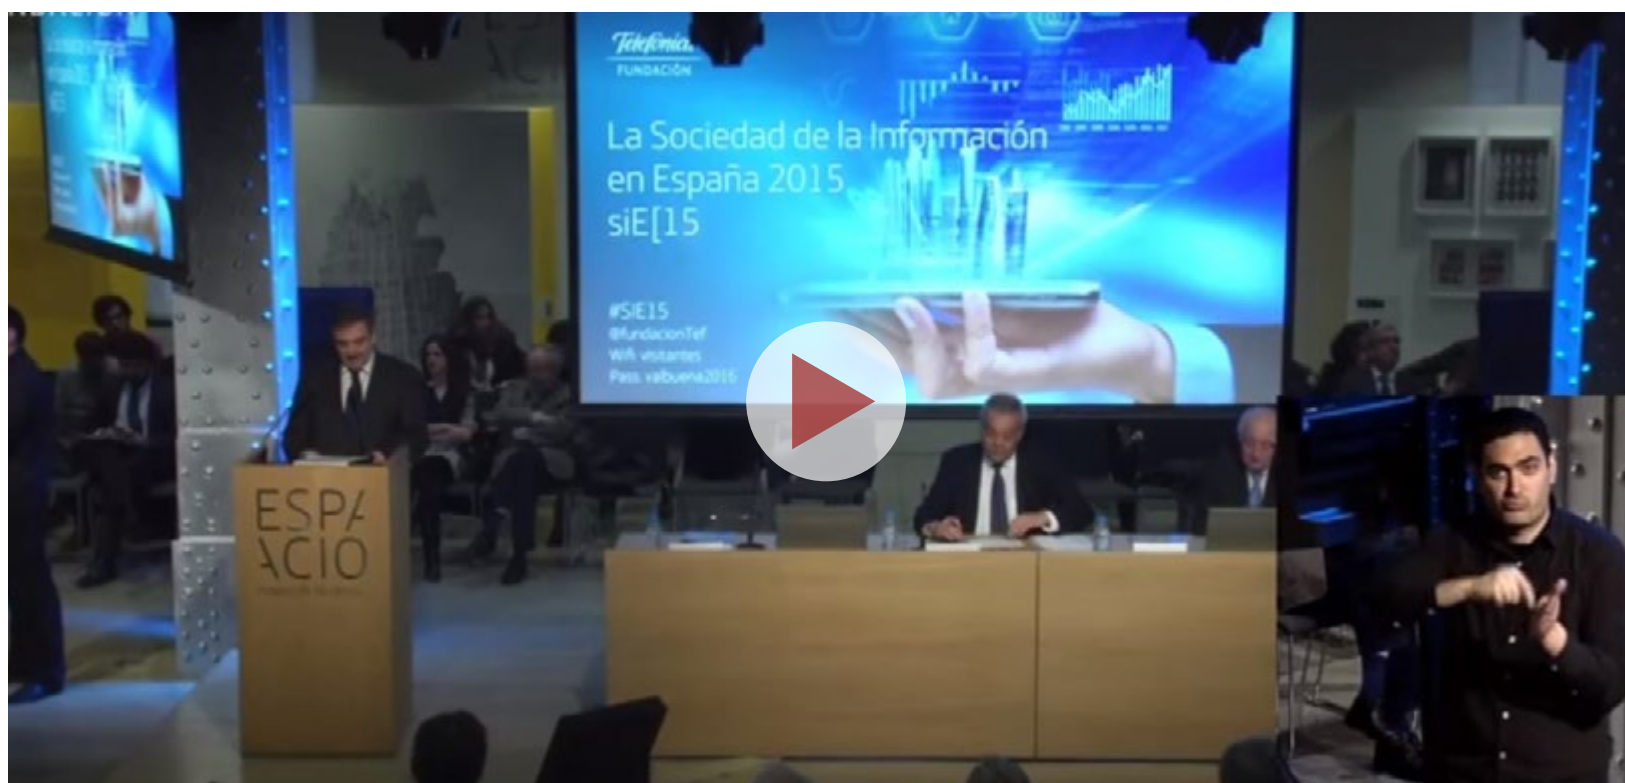 Telefónica
FUNDACIÓN
La Sociedad de la Información
en España 2015
siE[15
#SIE15
@fundacionTef
Wifi: visitantes
Pass: valbuena2016
ESPA
ACIO